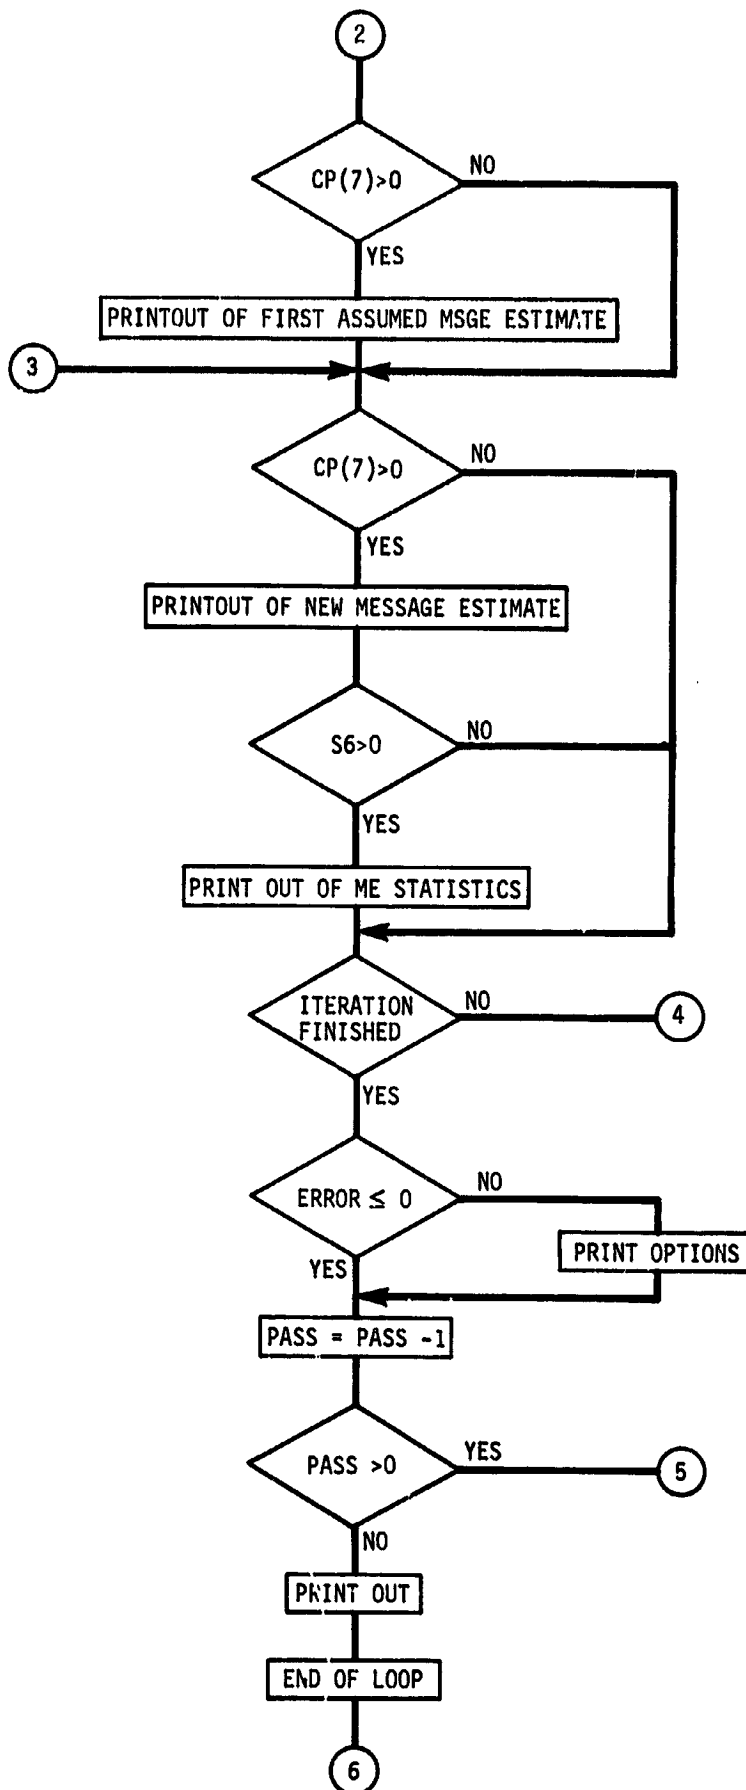 2
CP(7)>0
NO
YES
PRINTOUT OF FIRST ASSUMED MSGE ESTIMATE
3
CP(7)>0
NO
YES
PRINTOUT OF NEW MESSAGE ESTIMATE
S6>0
NO
YES
PRINT OUT OF ME STATISTICS
ITERATION
FINISHED
NO
4
YES
ERROR ≤ 0
NO
PRINT OPTIONS
YES
PASS = PASS -1
PASS >0
YES
5
NO
PRINT OUT
END OF LOOP
6